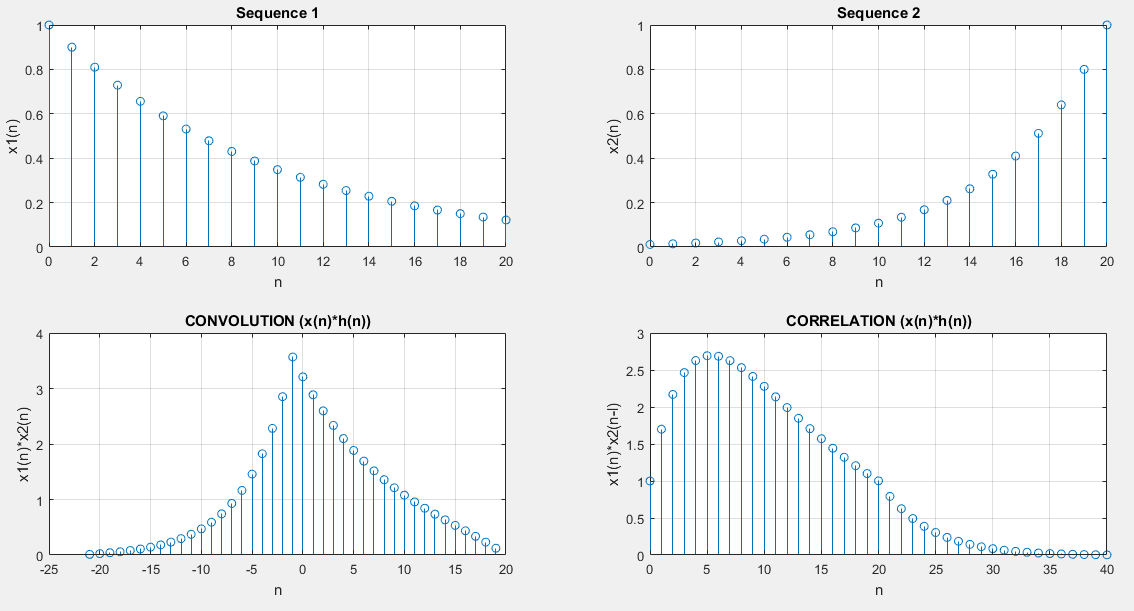 Sequence 1
1
0.8
0.6
0.4
0.2
0
x1(n)
0 2 4 6 8 10 12 14 16 18 20
n
Sequence 2
1
0.8
0.6
0.4
0.2
0
x2(n)
0 2 4 6 8 10 12 14 16 18 20
n
CONVOLUTION (x(n)*h(n))
4
3
2
1
0
x1(n)*x2(n)
-25 -20 -15 -10 -5 0 5 10 15 20
n
CORRELATION (x(n)*h(n))
3
2.5
2
1.5
1
0.5
0
x1(n)*x2(n-l)
0 5 10 15 20 25 30 35 40
n